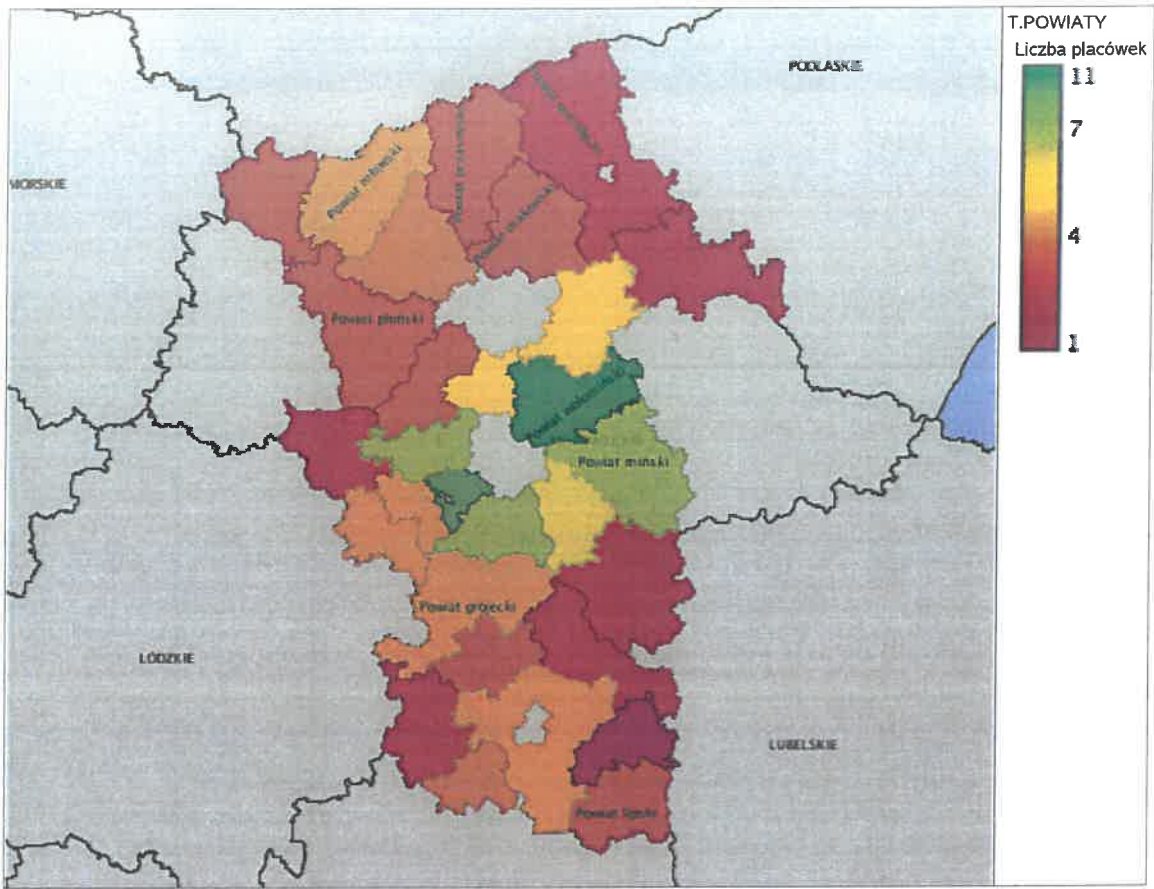 T.POWIATY
Liczba placówek
11
7
4
1
PODLASKIE
MORSKIE
Powiat mławski
Powiat płoński
Powiat wołomiński
Powiat miński
Powiat grójecki
ŁÓDZKIE
LUBELSKIE
Powiat lipski